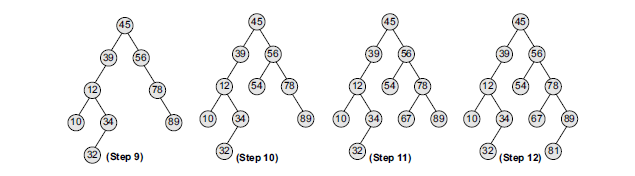 45 45 45 45
39 56 39 56 39 56 39 56
12 78 12 54 78 12 54 78 12 54 78
10 34 89 10 34 89 10 34 67 89 10 34 67 89
32 (Step 9) 32 (Step 10) 32 (Step 11) 32 (Step 12) 81